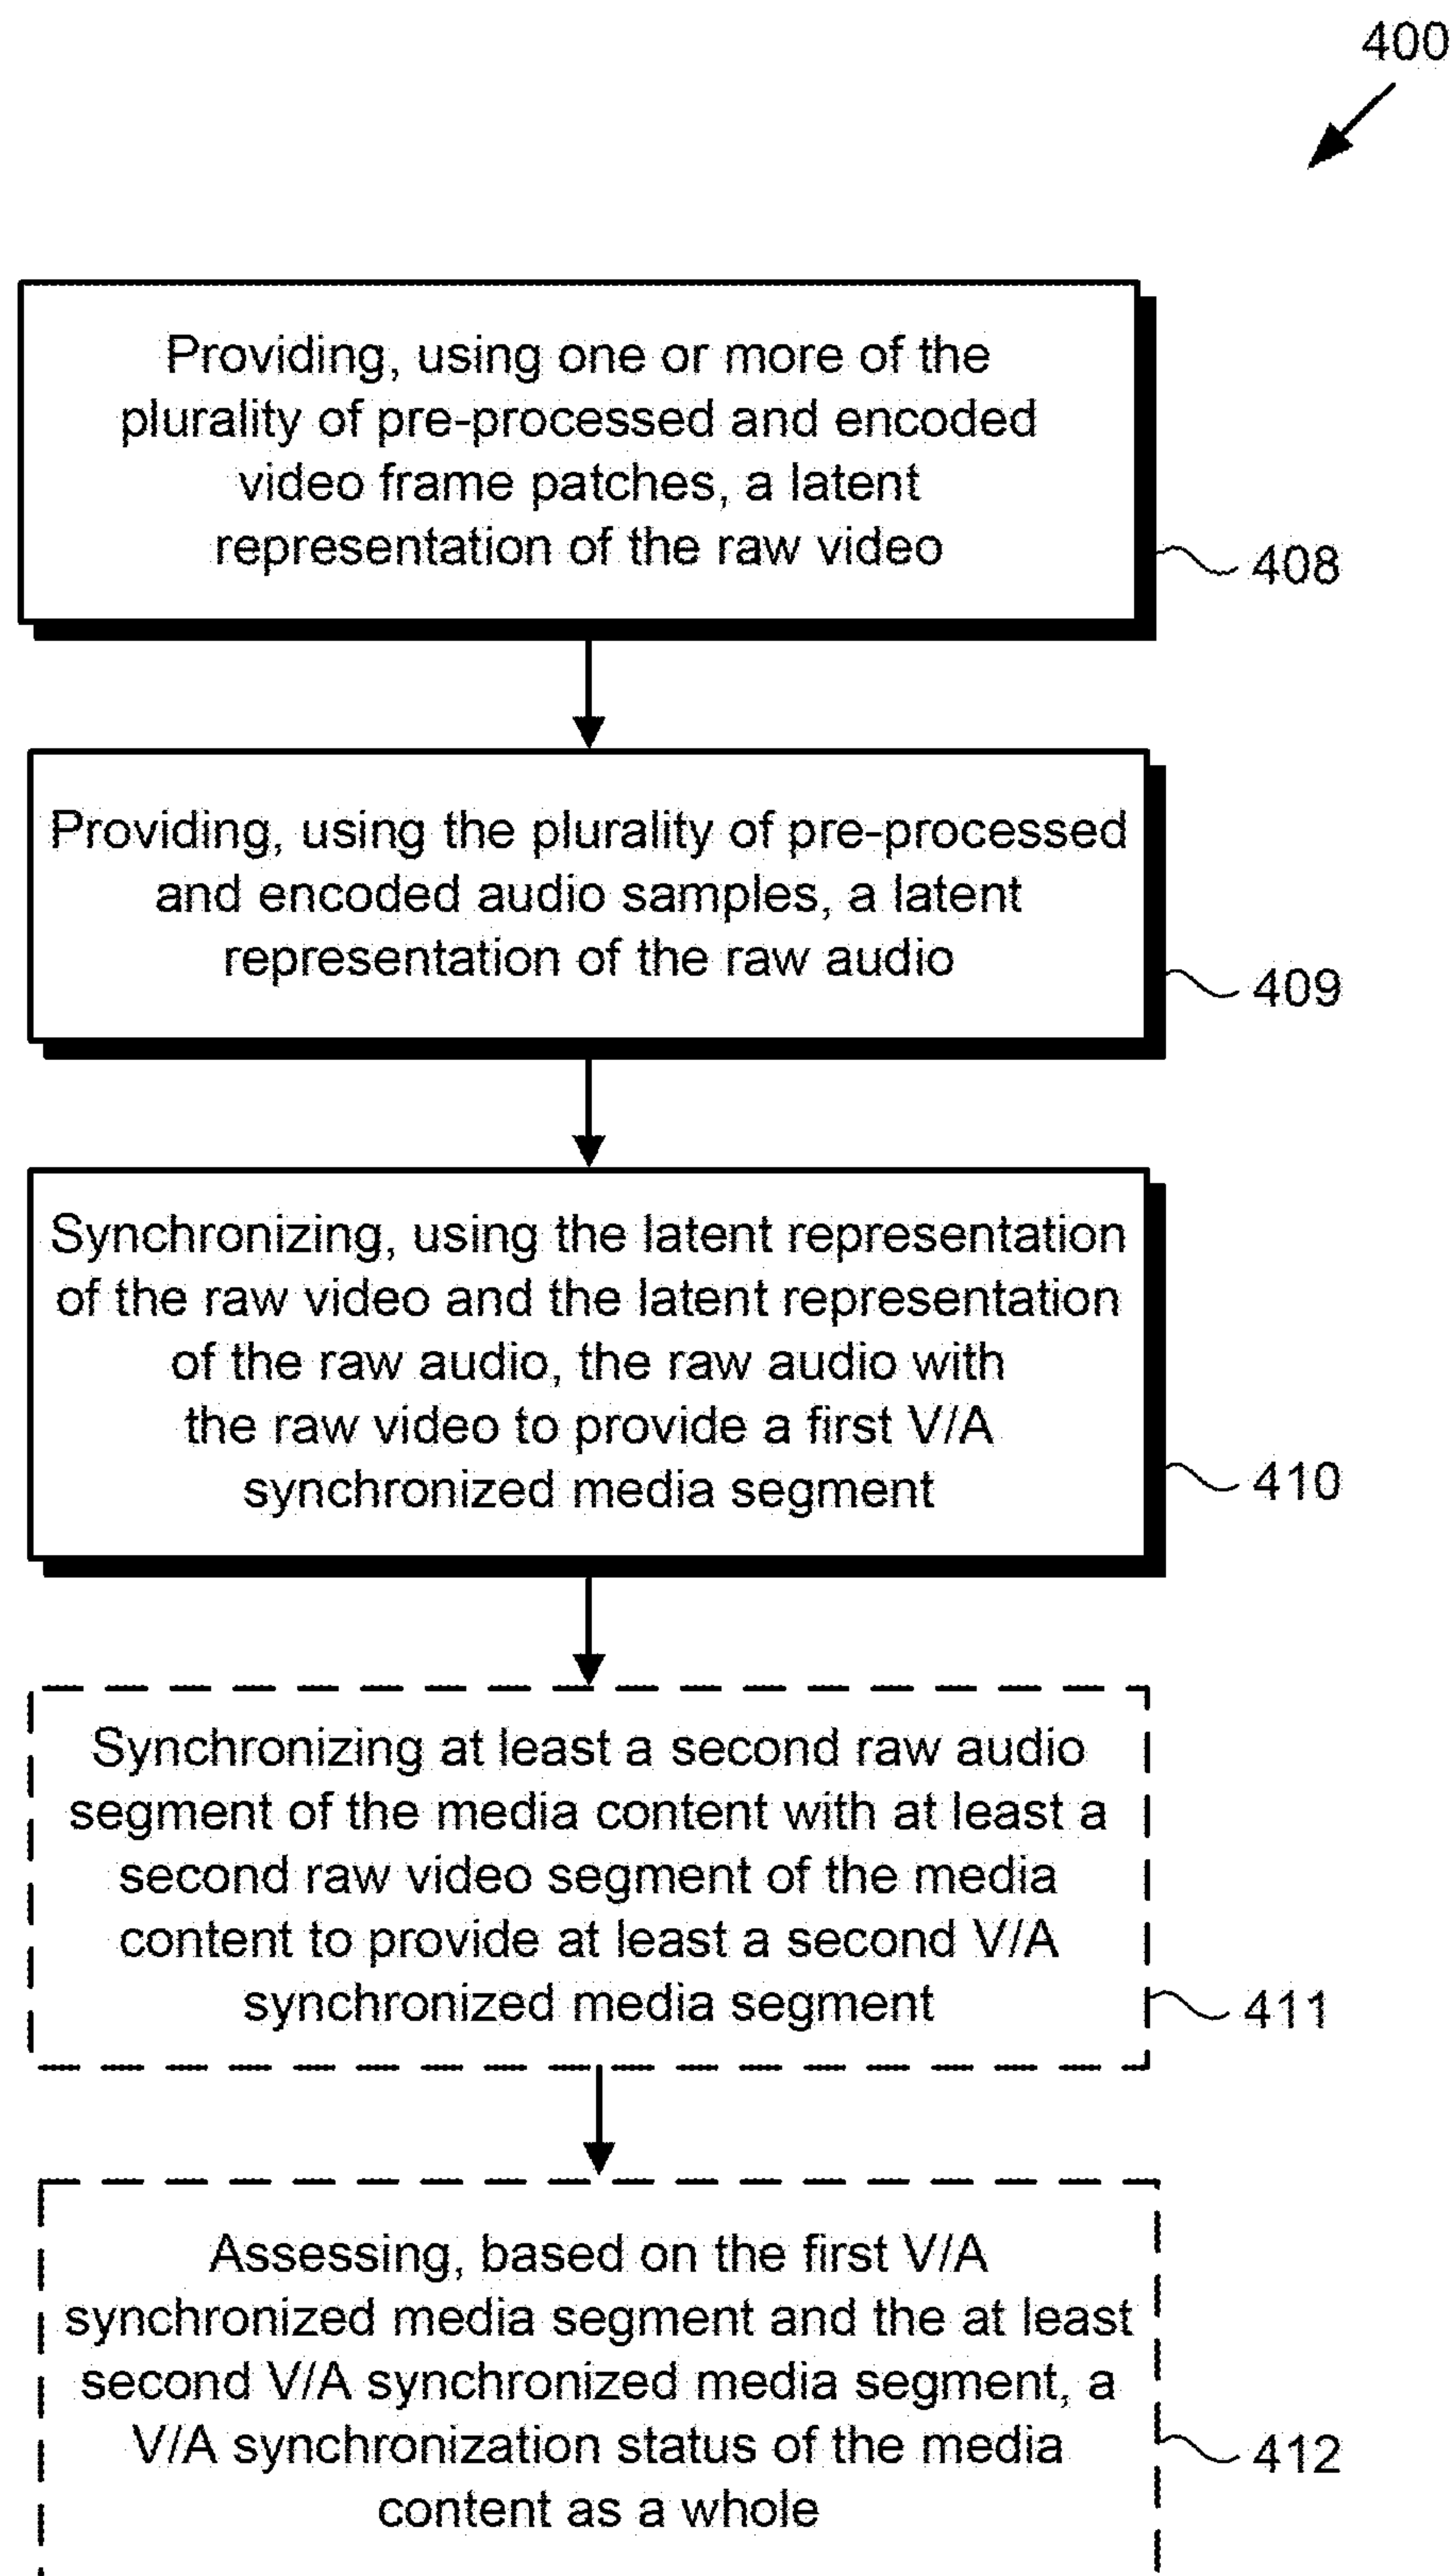 400
Providing, using one or more of the
plurality of pre-processed and encoded
video frame patches, a latent
representation of the raw video
408
Providing, using the plurality of pre-processed
and encoded audio samples, a latent
representation of the raw audio
409
Synchronizing, using the latent representation
of the raw video and the latent representation
of the raw audio, the raw audio with
the raw video to provide a first V/A
synchronized media segment
410
Synchronizing at least a second raw audio
segment of the media content with at least a
second raw video segment of the media
content to provide at least a second V/A
synchronized media segment
411
Assessing, based on the first V/A
synchronized media segment and the at least
second V/A synchronized media segment, a
V/A synchronization status of the media
content as a whole
412